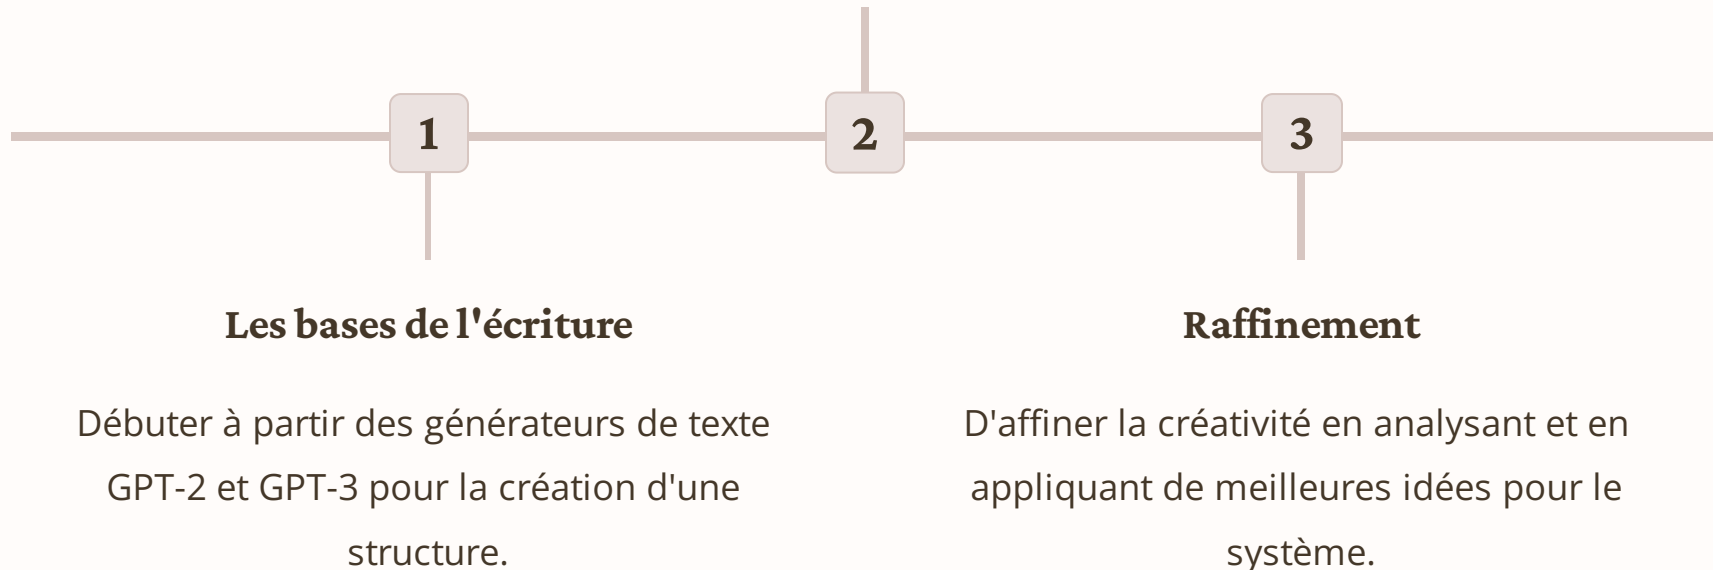 1
2
3
Les bases de l'écriture
Débuter à partir des générateurs de texte
GPT-2 et GPT-3 pour la création d'une
structure.
Raffinement
D'affiner la créativité en analysant et en
appliquant de meilleures idées pour le
système.